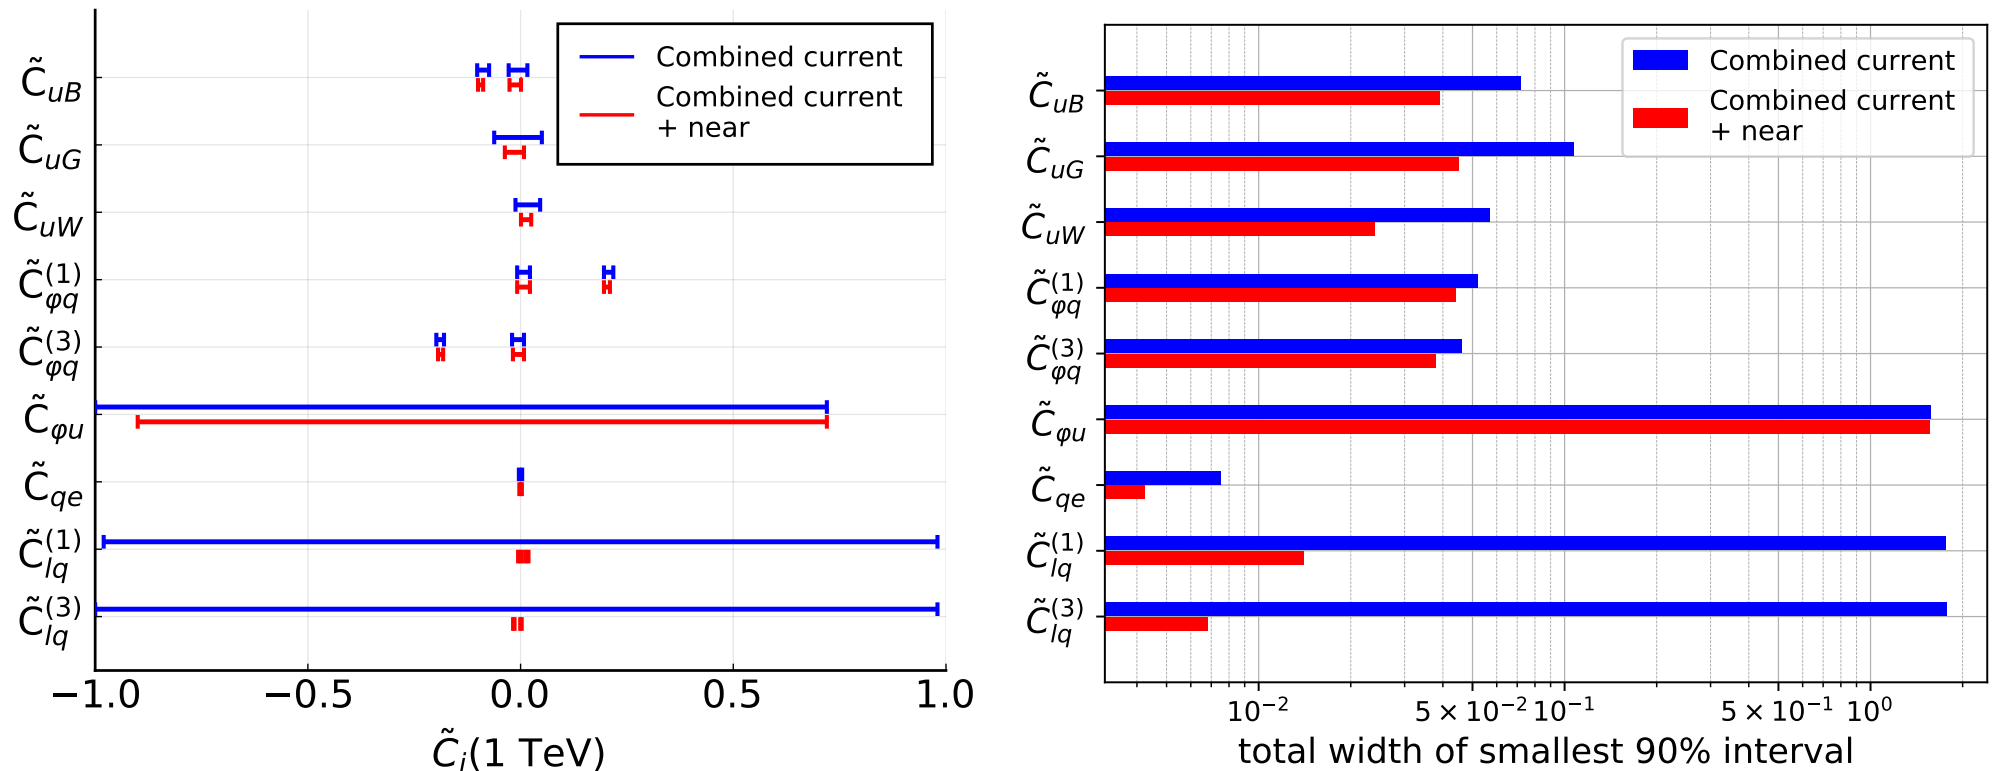 Combined current
Combined current
+ near
C̃_{uB}
C̃_{uG}
C̃_{uW}
C̃_{φq}^{(1)}
C̃_{φq}^{(3)}
C̃_{φu}
C̃_{qe}
C̃_{lq}^{(1)}
C̃_{lq}^{(3)}
−1.0 −0.5 0.0 0.5 1.0
C̃_i(1 TeV)
Combined current
Combined current
+ near
C̃_{uB}
C̃_{uG}
C̃_{uW}
C̃_{φq}^{(1)}
C̃_{φq}^{(3)}
C̃_{φu}
C̃_{qe}
C̃_{lq}^{(1)}
C̃_{lq}^{(3)}
10^{−2} 5 × 10^{−2} 10^{−1} 5 × 10^{−1} 10^{0}
total width of smallest 90% interval